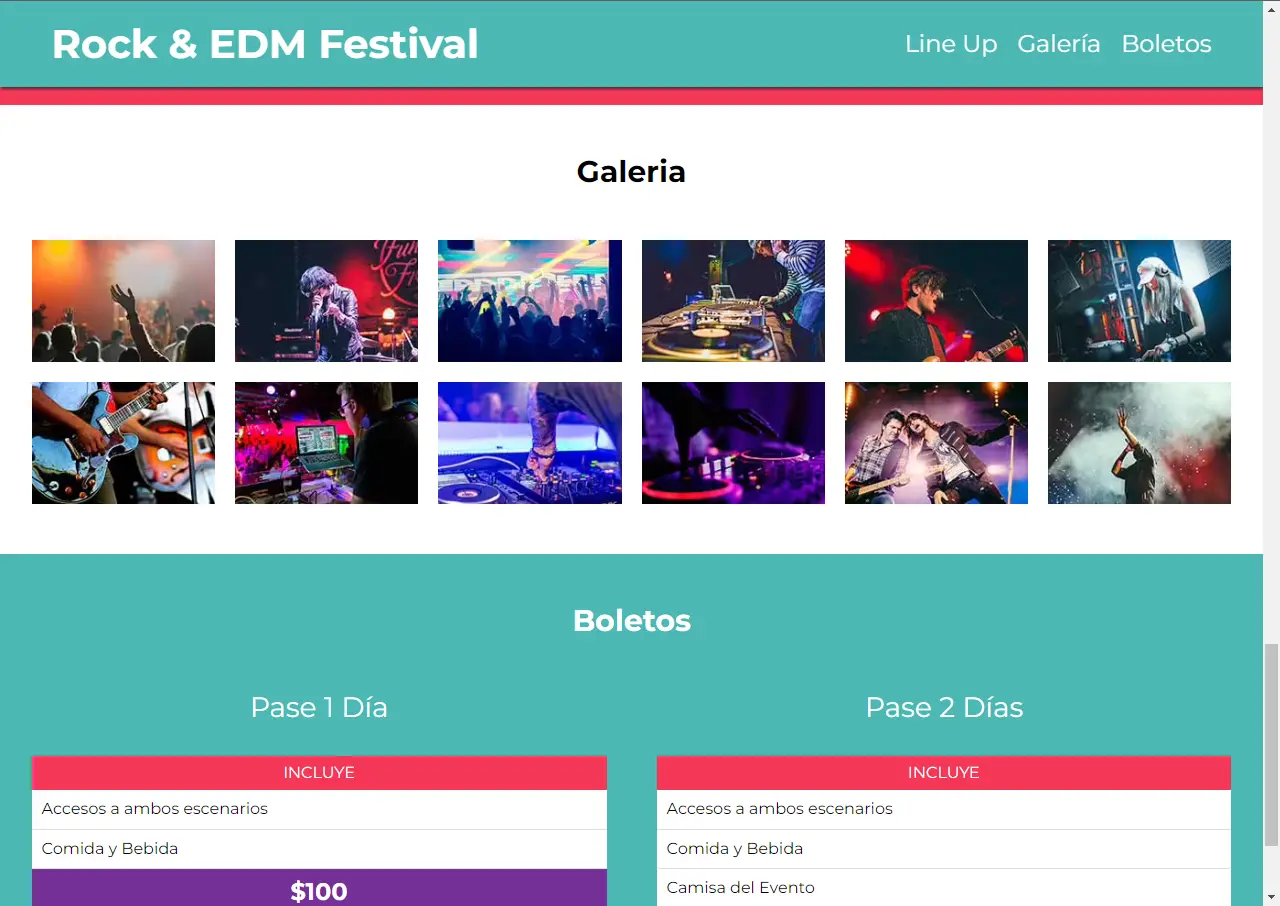 Rock & EDM Festival
Line Up Galería Boletos
Galeria
Boletos
Pase 1 Día
INCLUYE
Accesos a ambos escenarios
Comida y Bebida
$100
Pase 2 Días
INCLUYE
Accesos a ambos escenarios
Comida y Bebida
Camisa del Evento